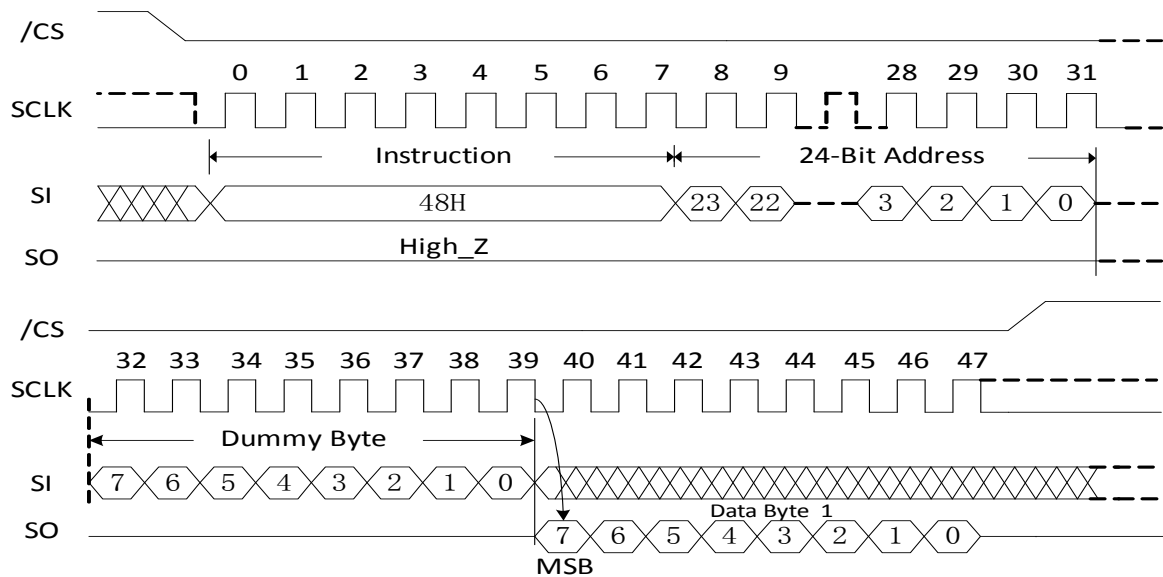 /CS
0 1 2 3 4 5 6 7 8 9 28 29 30 31
SCLK
Instruction 24-Bit Address
SI 48H 23 22 3 2 1 0
High_Z
SO
/CS
32 33 34 35 36 37 38 39 40 41 42 43 44 45 46 47
SCLK
Dummy Byte
SI 7 6 5 4 3 2 1 0
Data Byte 1
SO 7 6 5 4 3 2 1 0
MSB